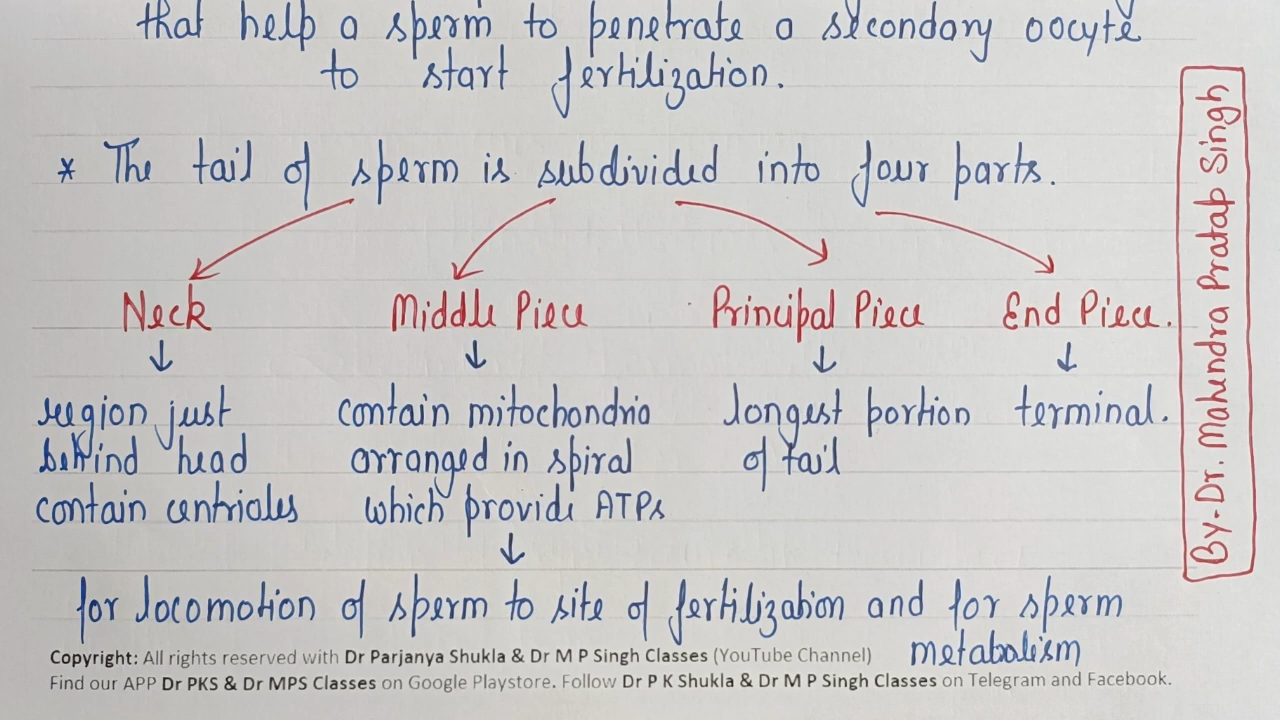 that help a sperm to penetrate a secondary oocyte
to start fertilization.
* The tail of sperm is subdivided into four parts.
Neck
Middle Piece
Principal Piece
End Piece.
region just
behind head
contain centrioles
contain mitochondria
arranged in spiral
which provide ATPs
longest portion
of tail
terminal.
for locomotion of sperm to site of fertilization and for sperm
metabolism
By-Dr. Mahendra Pratap Singh
Copyright: All rights reserved with Dr Parjanya Shukla & Dr M P Singh Classes (YouTube Channel)
Find our APP Dr PKS & Dr MPS Classes on Google Playstore. Follow Dr P K Shukla & Dr M P Singh Classes on Telegram and Facebook.